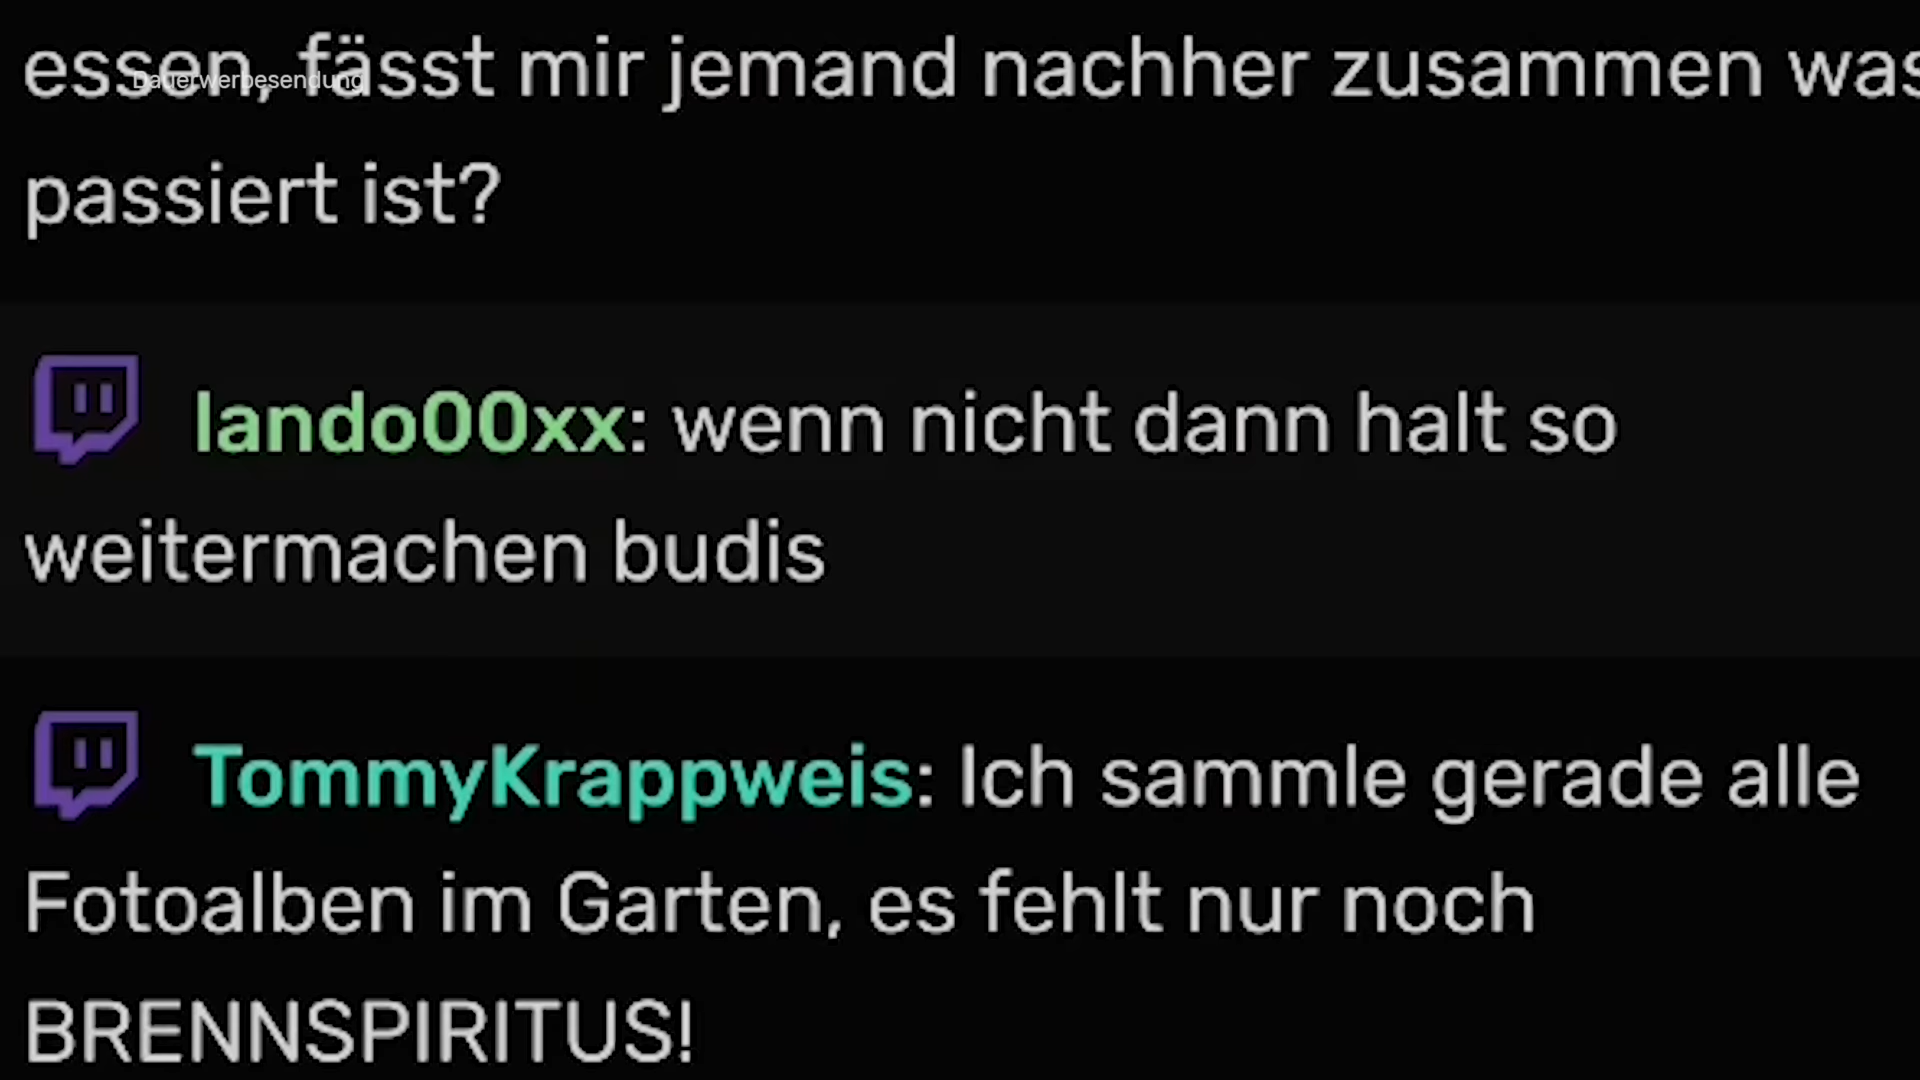 essen, fässt mir jemand nachher zusammen was
Dauerwerbesendung
passiert ist?
lando00xx: wenn nicht dann halt so
weitermachen budis
TommyKrappweis: Ich sammle gerade alle
Fotoalben im Garten, es fehlt nur noch
BRENNSPIRITUS!